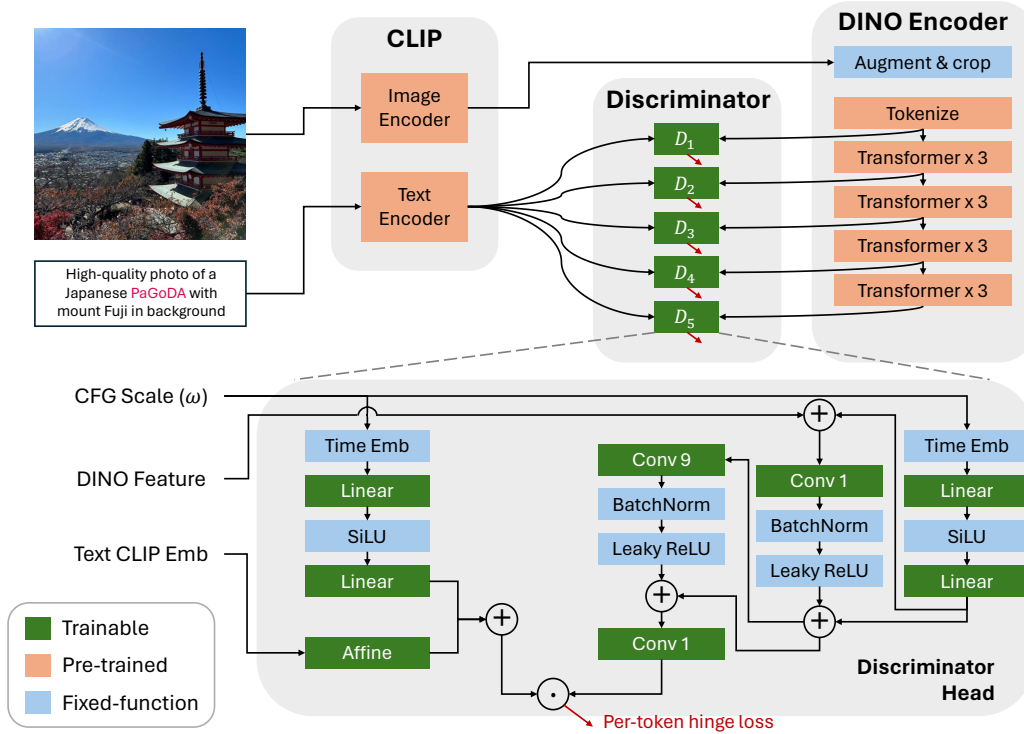 CLIP
Image
Encoder
Text
Encoder
High-quality photo of a
Japanese PaGoDA with
mount Fuji in background
Discriminator
D₁
D₂
D₃
D₄
D₅
DINO Encoder
Augment & crop
Tokenize
Transformer x 3
Transformer x 3
Transformer x 3
Transformer x 3
CFG Scale (ω)
DINO Feature
Text CLIP Emb
Time Emb
Linear
SiLU
Linear
Affine
+
·
Conv 9
BatchNorm
Leaky ReLU
+
Conv 1
+
Conv 1
BatchNorm
Leaky ReLU
+
Time Emb
Linear
SiLU
Linear
Discriminator
Head
Per-token hinge loss
Trainable
Pre-trained
Fixed-function